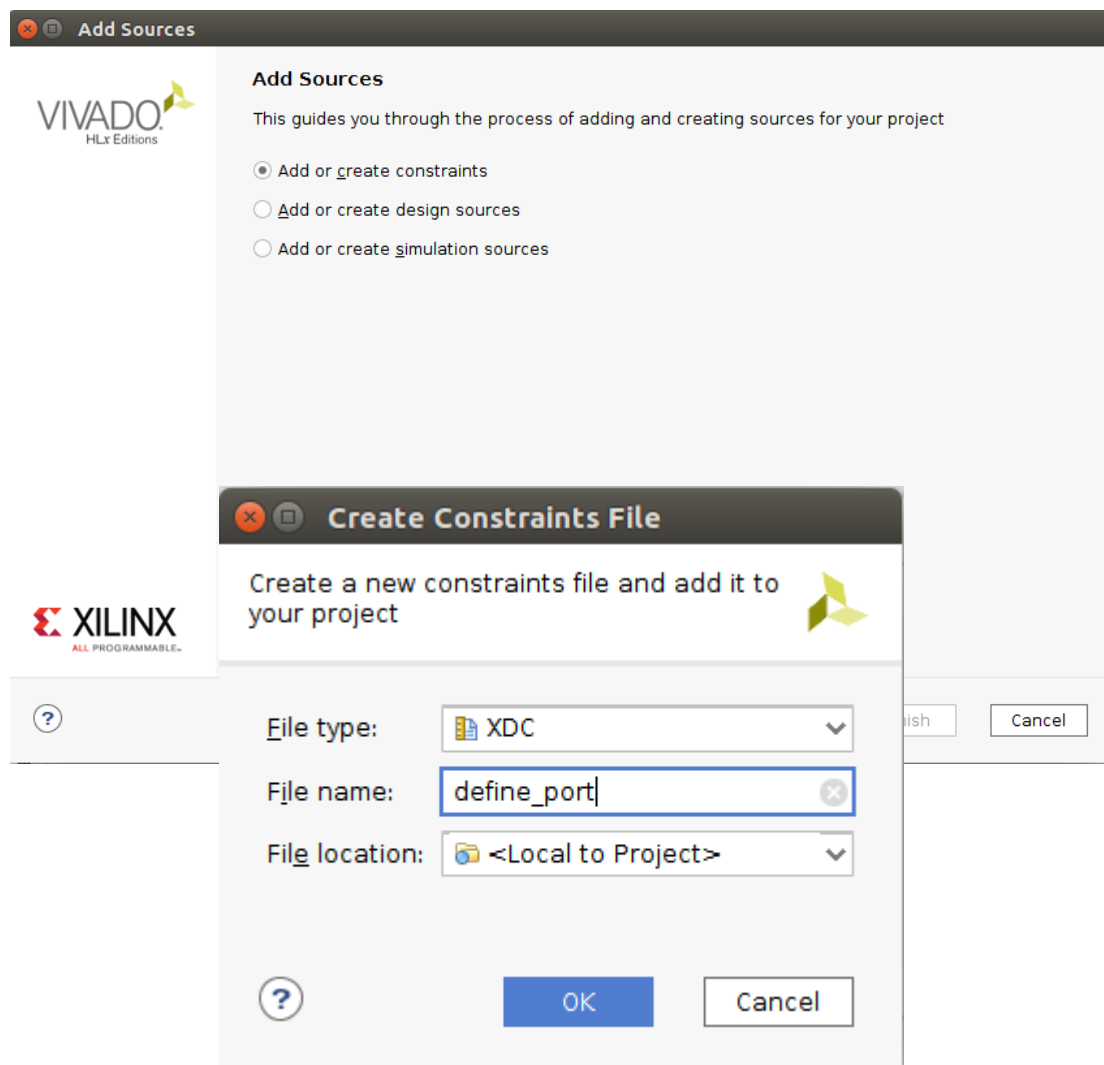 Add Sources
VIVADO.
HLx Editions
Add Sources
This guides you through the process of adding and creating sources for your project
Add or create constraints
Add or create design sources
Add or create simulation sources
XILINX
ALL PROGRAMMABLE™
?
Cancel
Create Constraints File
Create a new constraints file and add it to
your project
File type: XDC
File name: define_port
File location: <Local to Project>
?
OK Cancel